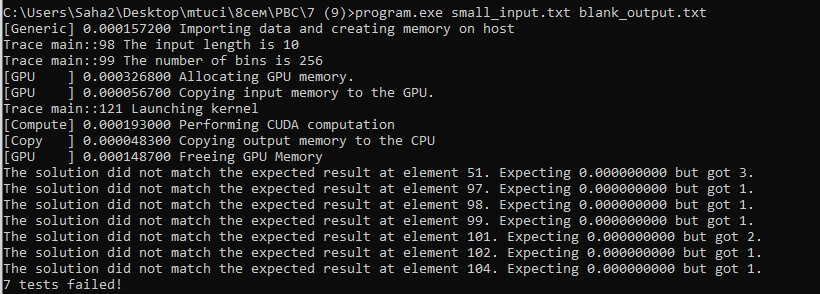 C:\Users\Saha2\Desktop\mtuci\8сем\РВС\7 (9)>program.exe small_input.txt blank_output.txt
[Generic] 0.000157200 Importing data and creating memory on host
Trace main::98 The input length is 10
Trace main::99 The number of bins is 256
[GPU    ] 0.000326800 Allocating GPU memory.
[GPU    ] 0.000056700 Copying input memory to the GPU.
Trace main::121 Launching kernel
[Compute] 0.000193000 Performing CUDA computation
[Copy   ] 0.000048300 Copying output memory to the CPU
[GPU    ] 0.000148700 Freeing GPU Memory
The solution did not match the expected result at element 51. Expecting 0.000000000 but got 3.
The solution did not match the expected result at element 97. Expecting 0.000000000 but got 1.
The solution did not match the expected result at element 98. Expecting 0.000000000 but got 1.
The solution did not match the expected result at element 99. Expecting 0.000000000 but got 1.
The solution did not match the expected result at element 101. Expecting 0.000000000 but got 2.
The solution did not match the expected result at element 102. Expecting 0.000000000 but got 1.
The solution did not match the expected result at element 104. Expecting 0.000000000 but got 1.
7 tests failed!